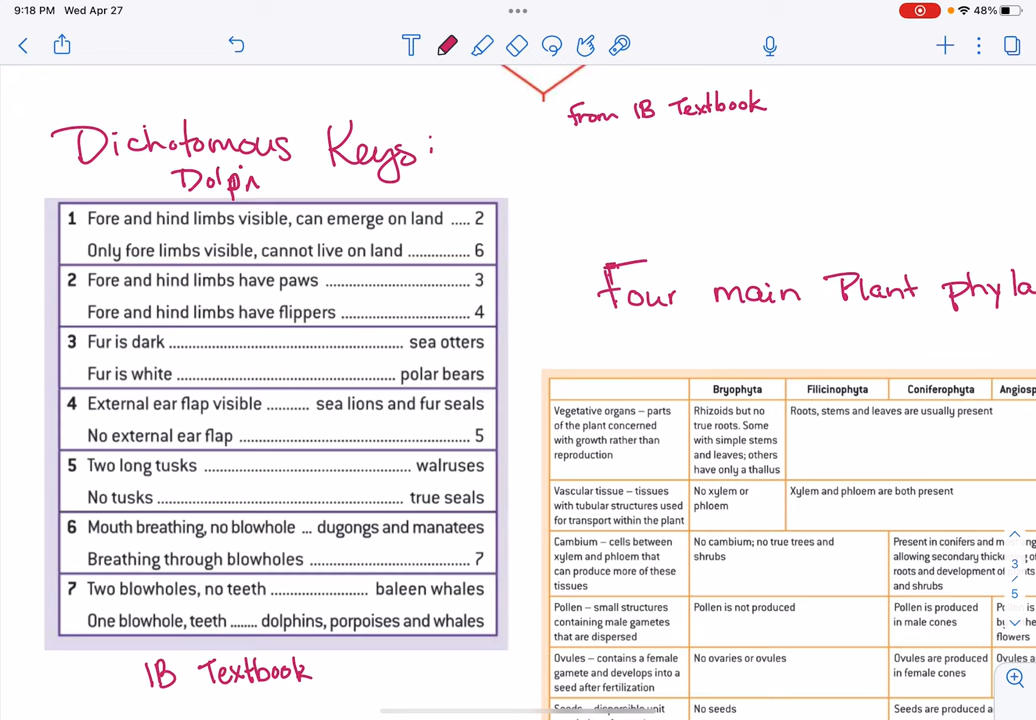 9:18 PM Wed Apr 27
48%
T
from IB Textbook
Dichotomous Keys:
Dolpin
1 Fore and hind limbs visible, can emerge on land ..... 2
Only fore limbs visible, cannot live on land ............... 6
2 Fore and hind limbs have paws ............................. 3
Fore and hind limbs have flippers .......................... 4
3 Fur is dark ................................................ sea otters
Fur is white ............................................. polar bears
4 External ear flap visible .......... sea lions and fur seals
No external ear flap ............................................... 5
5 Two long tusks .......................................... walruses
No tusks .................................................. true seals
6 Mouth breathing, no blowhole ... dugongs and manatees
Breathing through blowholes ................................. 7
7 Two blowholes, no teeth .................... baleen whales
One blowhole, teeth ........ dolphins, porpoises and whales
IB Textbook
Four main Plant phyla
Bryophyta Filicinophyta Coniferophyta Angiosp
Vegetative organs – parts
of the plant concerned
with growth rather than
reproduction
Rhizoids but no
true roots. Some
with simple stems
and leaves; others
have only a thallus
Roots, stems and leaves are usually present
Vascular tissue – tissues
with tubular structures used
for transport within the plant
No xylem or
phloem
Xylem and phloem are both present
Cambium – cells between
xylem and phloem that
can produce more of these
tissues
No cambium; no true trees and
shrubs
Present in conifers and
allowing secondary
roots and development
and shrubs
Pollen – small structures
containing male gametes
that are dispersed
Pollen is not produced
Pollen is produced
in male cones
flowers
Ovules – contains a female
gamete and develops into a
seed after fertilization
No ovaries or ovules
Ovules are produced
in female cones
Ovules a
No seeds
Seeds are produced a
3
/
5